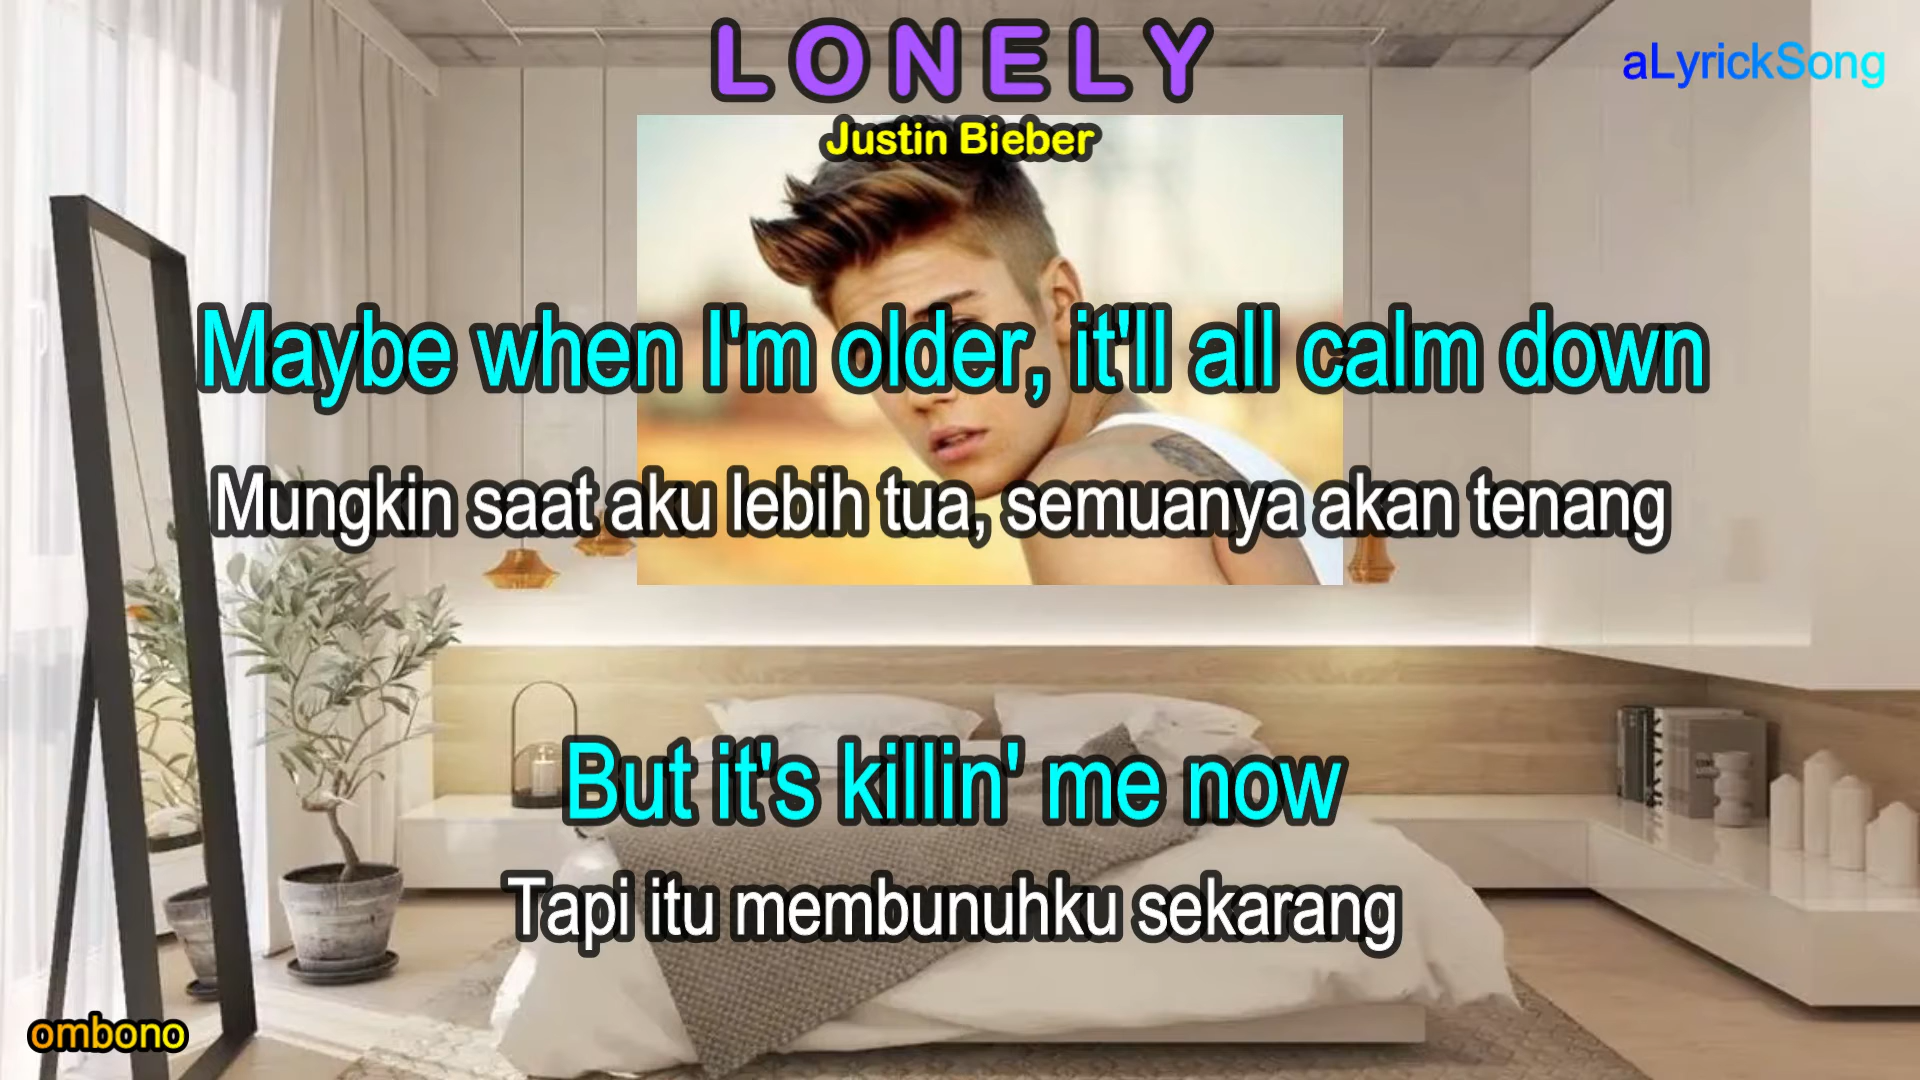 L O N E L Y
aLyrickSong
Justin Bieber
Maybe when I'm older, it'll all calm down
Mungkin saat aku lebih tua, semuanya akan tenang
But it's killin' me now
Tapi itu membunuhku sekarang
ombono